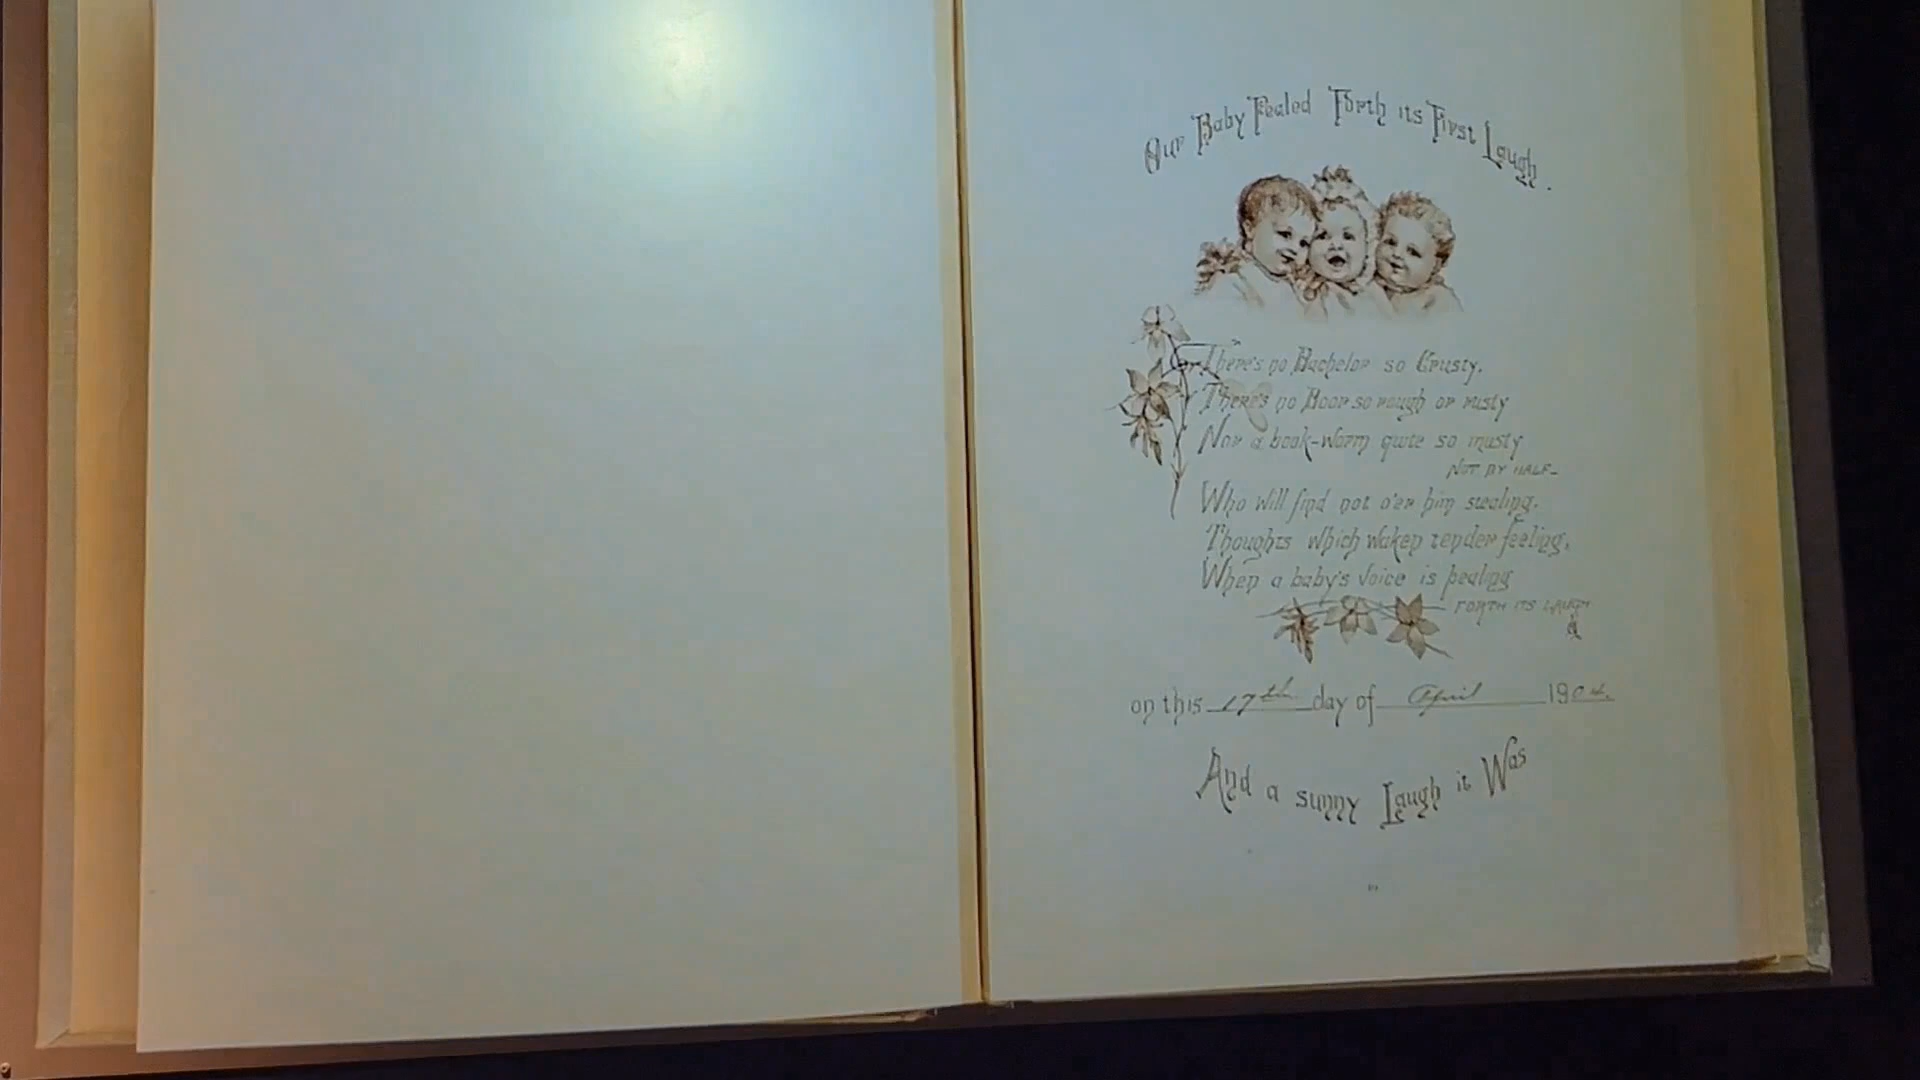 Our Baby Pealed Forth its First Laugh.
There's no Bachelor so Crusty,
There's no Boor so rough or rusty
Nor a book-worm quite so musty
NOT BY HALF-
Who will find not o'er him stealing,
Thoughts which waken tender feeling,
When a baby's voice is pealing
FORTH ITS LAUGH
on this 17th day of April 1904.
And a sunny Laugh it Was